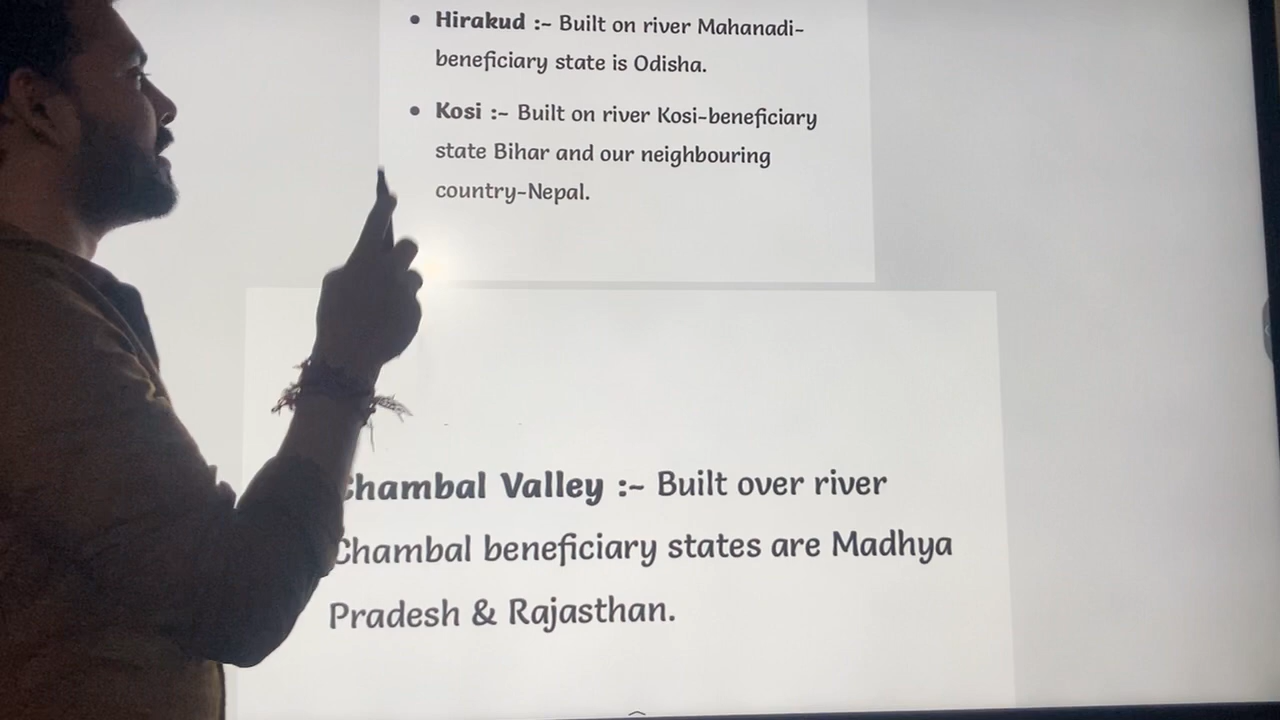 • Hirakud :- Built on river Mahanadi-
beneficiary state is Odisha.
• Kosi :- Built on river Kosi-beneficiary
state Bihar and our neighbouring
country-Nepal.
Chambal Valley :- Built over river
Chambal beneficiary states are Madhya
Pradesh & Rajasthan.